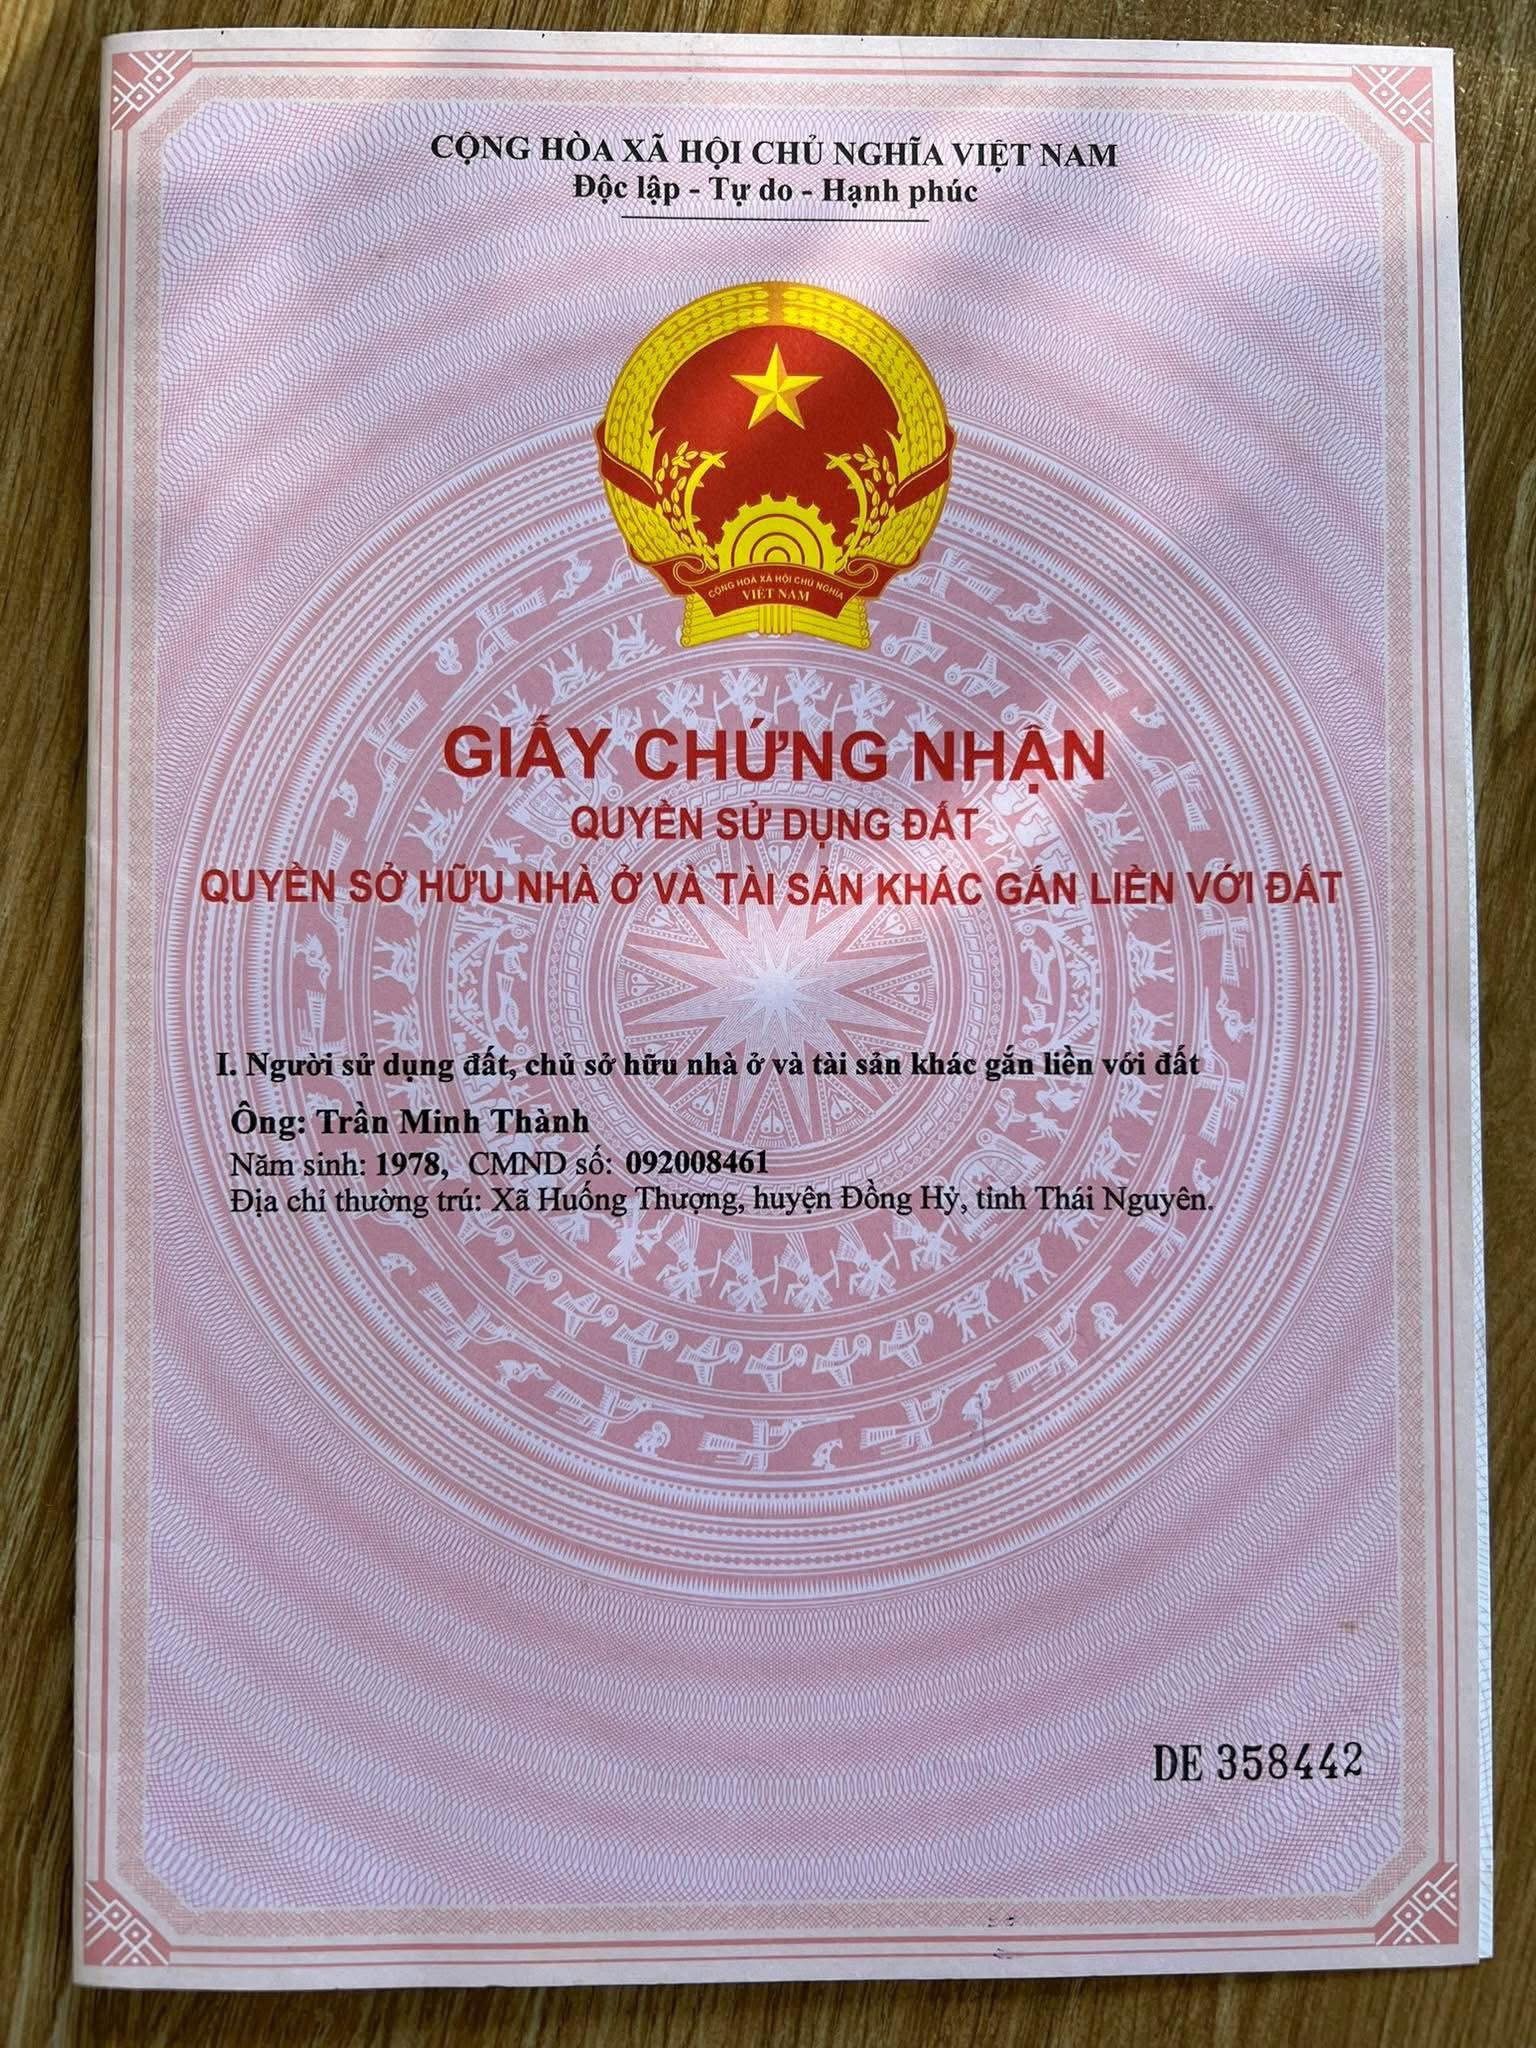 CỘNG HÒA XÃ HỘI CHỦ NGHĨA VIỆT NAM
Độc lập - Tự do - Hạnh phúc
CỘNG HOÀ XÃ HỘI CHỦ NGHĨA
VIỆT NAM
GIẤY CHỨNG NHẬN
QUYỀN SỬ DỤNG ĐẤT
QUYỀN SỞ HỮU NHÀ Ở VÀ TÀI SẢN KHÁC GẮN LIỀN VỚI ĐẤT
I. Người sử dụng đất, chủ sở hữu nhà ở và tài sản khác gắn liền với đất
Ông: Trần Minh Thành
Năm sinh: 1978, CMND số: 092008461
Địa chỉ thường trú: Xã Huống Thượng, huyện Đồng Hỷ, tỉnh Thái Nguyên.
DE 358442